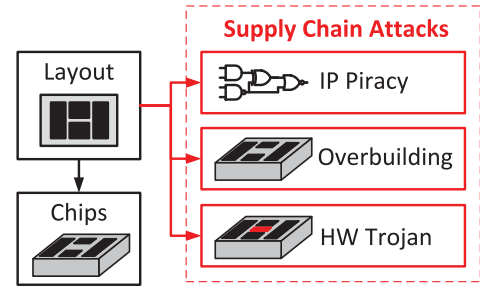 Supply Chain Attacks
Layout
IP Piracy
Overbuilding
Chips
HW Trojan